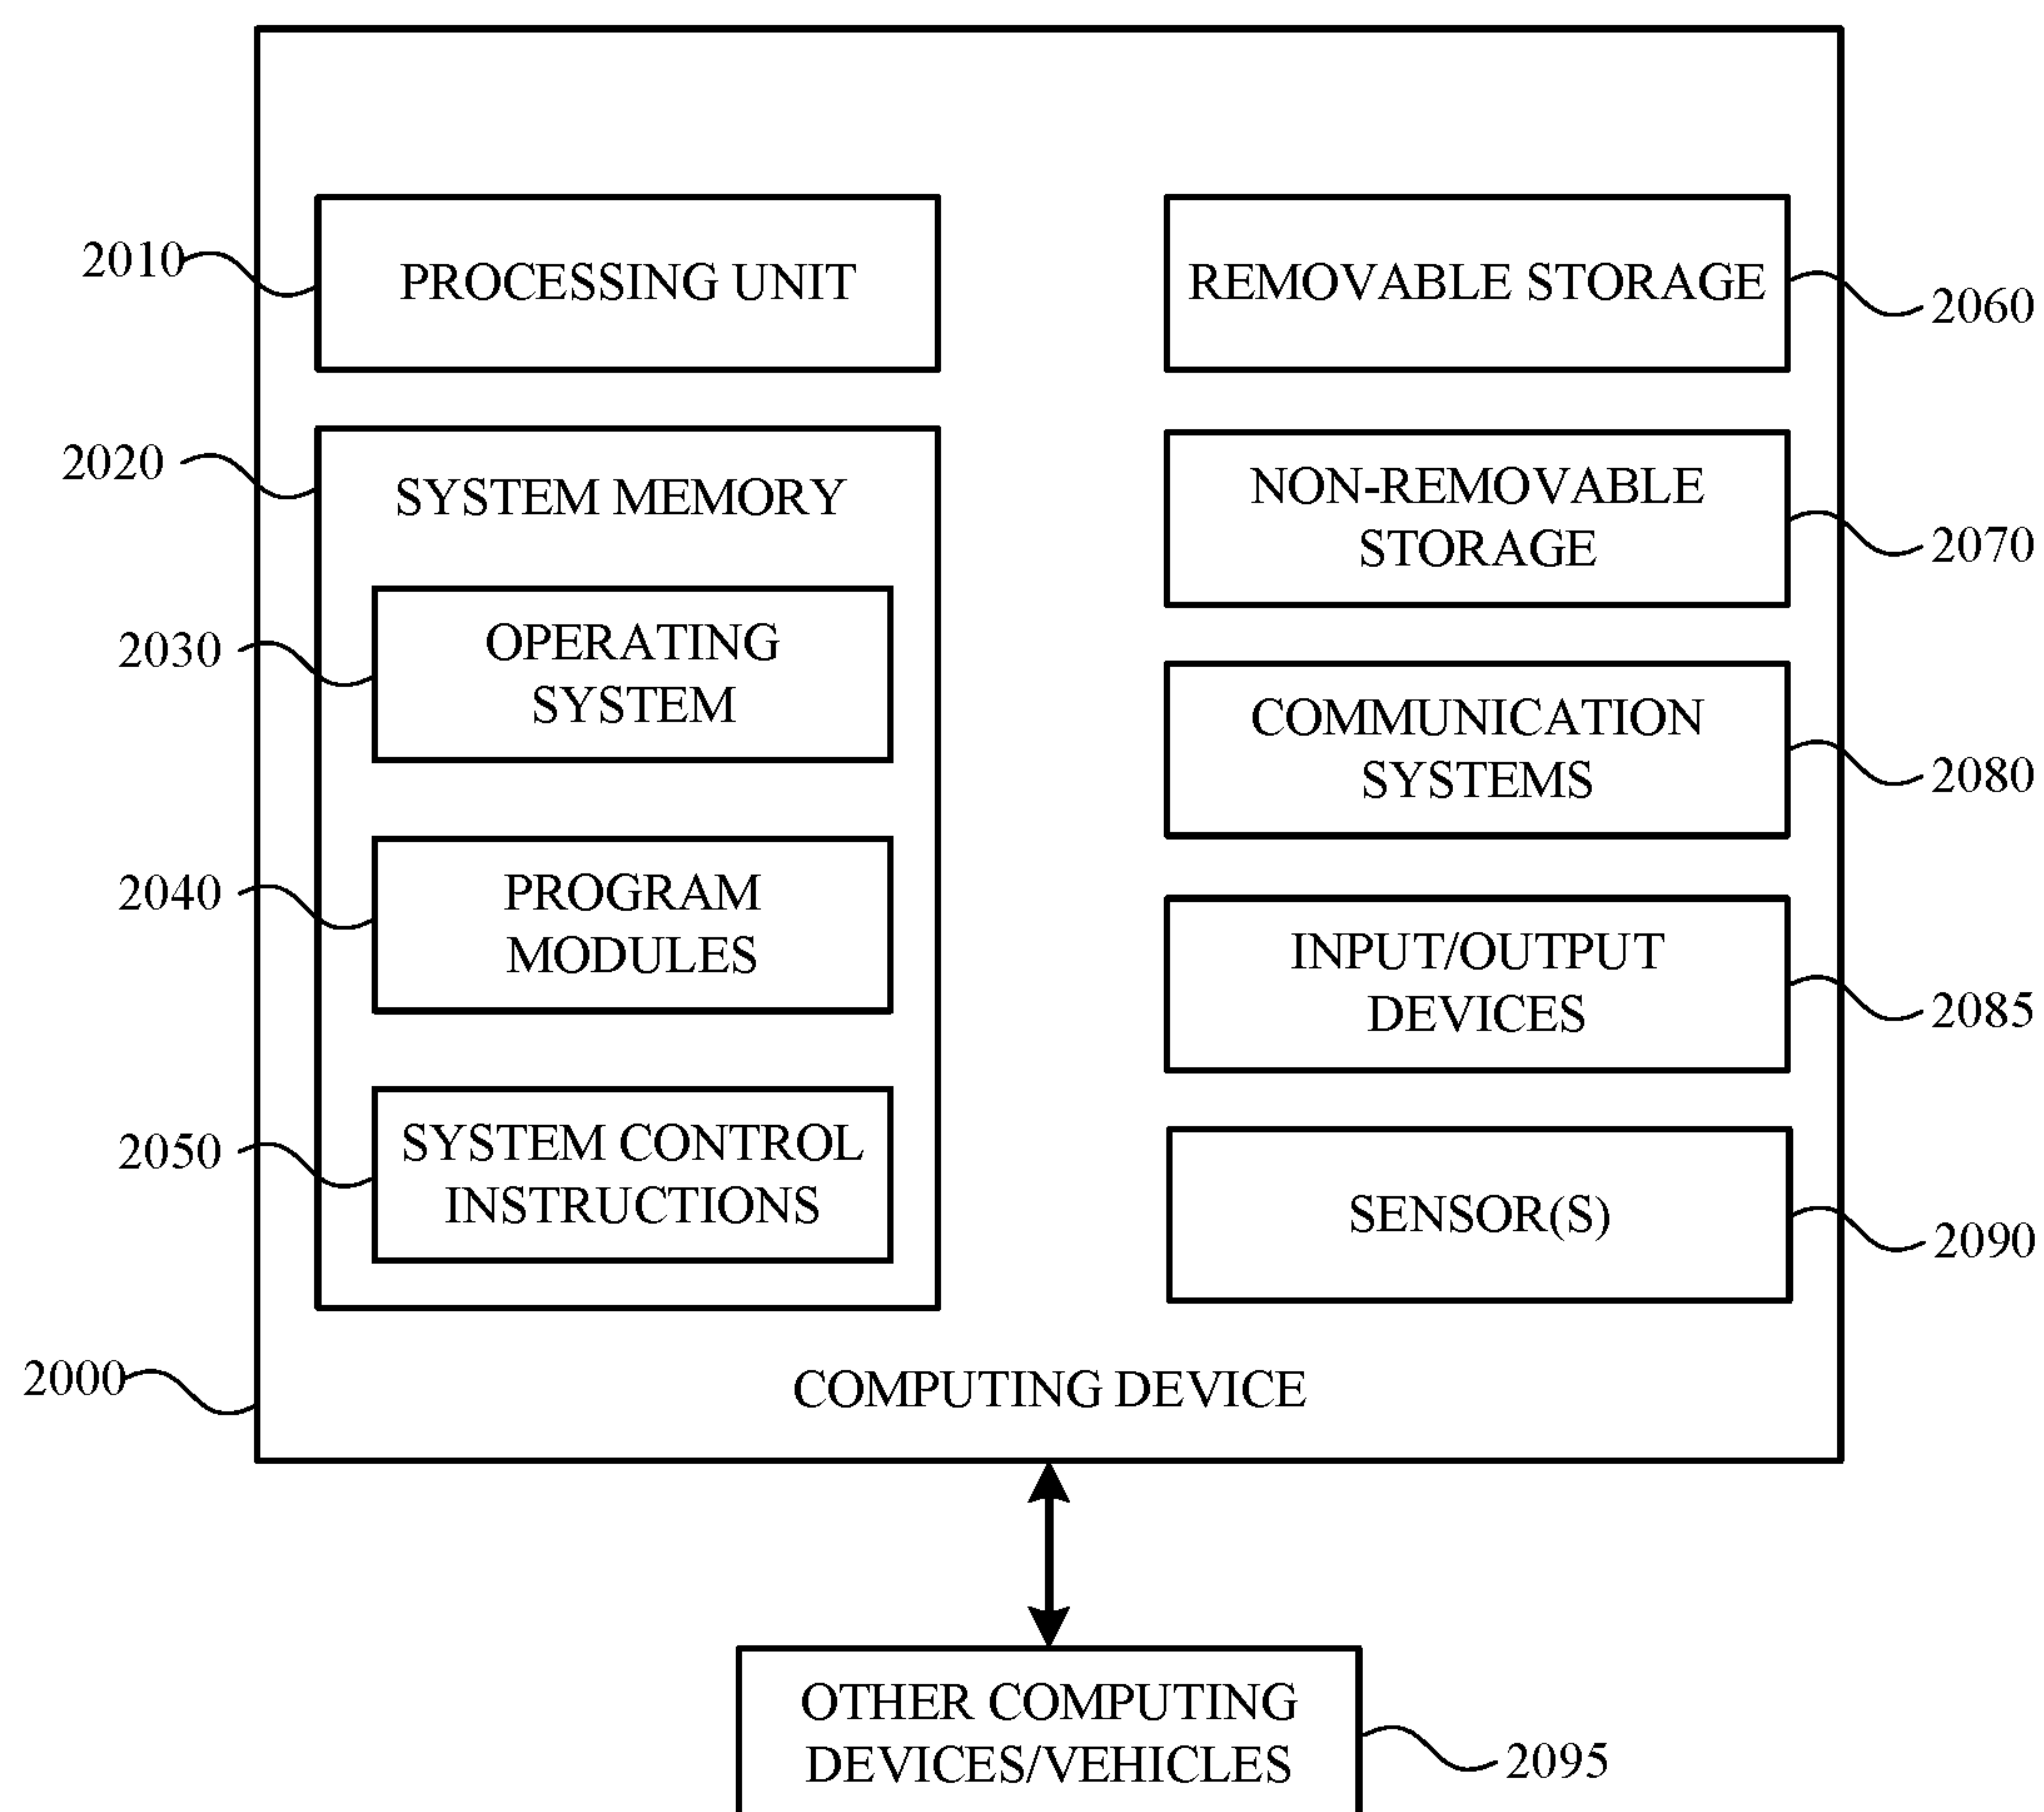 2010
PROCESSING UNIT
REMOVABLE STORAGE
2060
2020
SYSTEM MEMORY
NON-REMOVABLE
STORAGE
2070
2030
OPERATING
SYSTEM
COMMUNICATION
SYSTEMS
2080
2040
PROGRAM
MODULES
INPUT/OUTPUT
DEVICES
2085
2050
SYSTEM CONTROL
INSTRUCTIONS
SENSOR(S)
2090
2000
COMPUTING DEVICE
OTHER COMPUTING
DEVICES/VEHICLES
2095